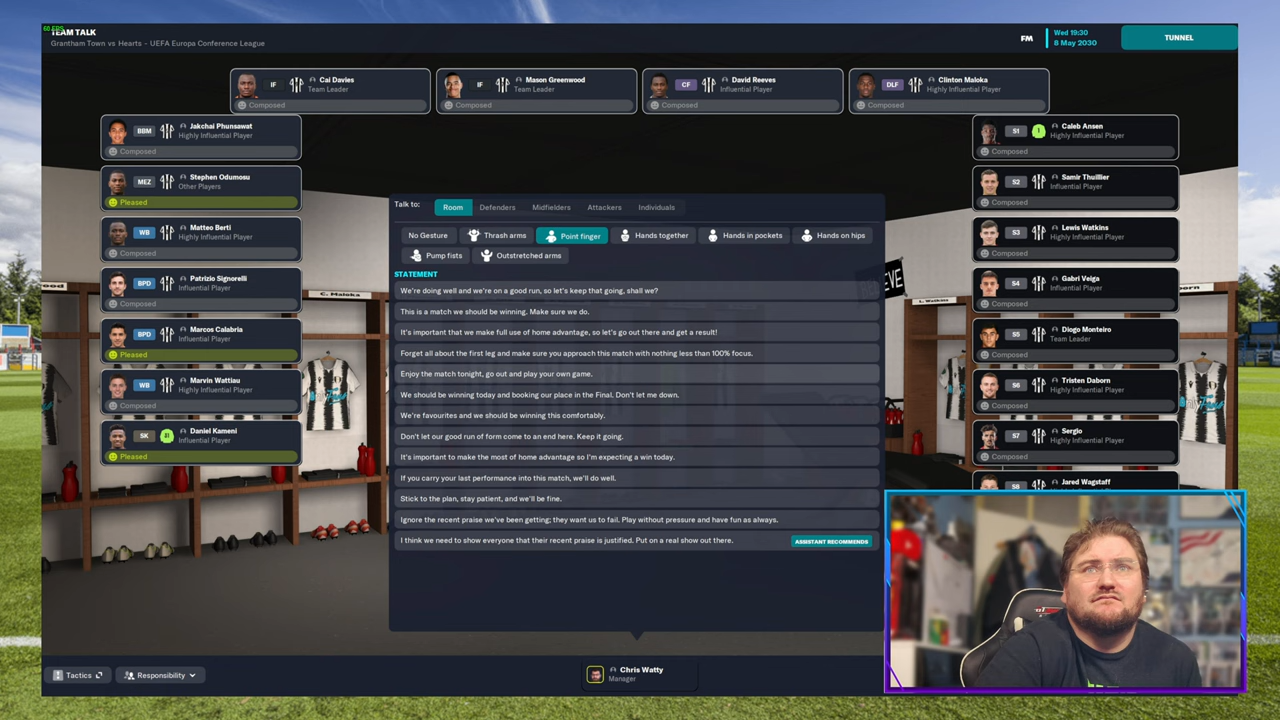 60 FPS
TEAM TALK
Grantham Town vs Hearts - UEFA Europa Conference League
FM
Wed 19:30
8 May 2030
TUNNEL
IF
Cai Davies
Team Leader
Composed
IF
Mason Greenwood
Team Leader
Composed
CF
David Reeves
Influential Player
Composed
DLF
Clinton Maloka
Highly Influential Player
Composed
BBM
Jakchai Phunsawat
Highly Influential Player
Composed
MEZ
Stephen Odumosu
Other Players
Pleased
WB
Matteo Berti
Highly Influential Player
Composed
BPD
Patrizio Signorelli
Influential Player
Composed
BPD
Marcos Calabria
Influential Player
Pleased
WB
Marvin Wattiau
Highly Influential Player
Composed
SK
Daniel Kameni
Influential Player
Pleased
C. Maloka
Talk to:
Room
Defenders
Midfielders
Attackers
Individuals
No Gesture
Thrash arms
Point finger
Hands together
Hands in pockets
Hands on hips
Pump fists
Outstretched arms
STATEMENT
We're doing well and we're on a good run, so let's keep that going, shall we?
This is a match we should be winning. Make sure we do.
It's important that we make full use of home advantage, so let's go out there and get a result!
Forget all about the first leg and make sure you approach this match with nothing less than 100% focus.
Enjoy the match tonight, go out and play your own game.
We should be winning today and booking our place in the Final. Don't let me down.
We're favourites and we should be winning this comfortably.
Don't let our good run of form come to an end here. Keep it going.
It's important to make the most of home advantage so I'm expecting a win today.
If you carry your last performance into this match, we'll do well.
Stick to the plan, stay patient, and we'll be fine.
Ignore the recent praise we've been getting; they want us to fail. Play without pressure and have fun as always.
I think we need to show everyone that their recent praise is justified. Put on a real show out there.
ASSISTANT RECOMMENDS
L. Watkins
S1
Caleb Ansen
Highly Influential Player
Composed
S2
Samir Thuillier
Influential Player
Composed
S3
Lewis Watkins
Influential Player
Composed
S4
Gabri Veiga
Influential Player
Composed
S5
Diogo Monteiro
Team Leader
Composed
S6
Tristen Daborn
Highly Influential Player
Composed
S7
Sergio
Highly Influential Player
Composed
S8
Jared Wagstaff
Tactics
Responsibility
Chris Watty
Manager